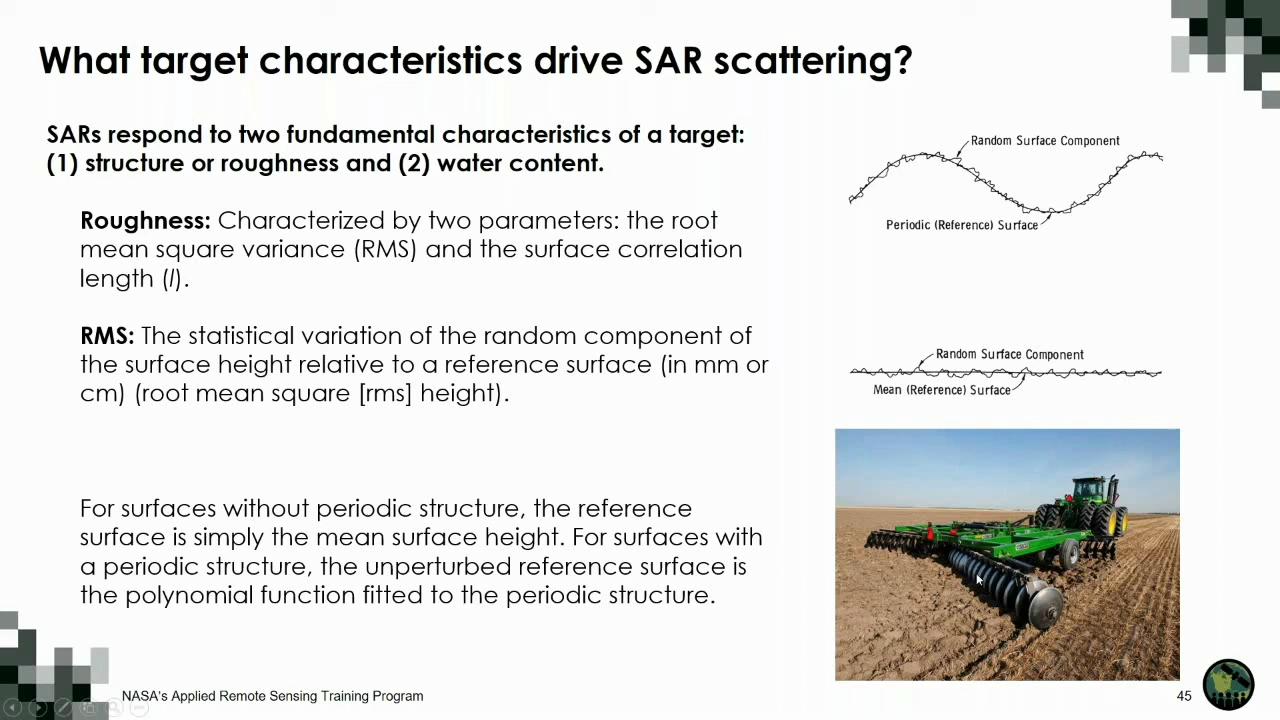 What target characteristics drive SAR scattering?
SARs respond to two fundamental characteristics of a target:
(1) structure or roughness and (2) water content.
Roughness: Characterized by two parameters: the root
mean square variance (RMS) and the surface correlation
length (l).
RMS: The statistical variation of the random component of
the surface height relative to a reference surface (in mm or
cm) (root mean square [rms] height).
For surfaces without periodic structure, the reference
surface is simply the mean surface height. For surfaces with
a periodic structure, the unperturbed reference surface is
the polynomial function fitted to the periodic structure.
Random Surface Component
Periodic (Reference) Surface
Random Surface Component
Mean (Reference) Surface
NASA's Applied Remote Sensing Training Program
45